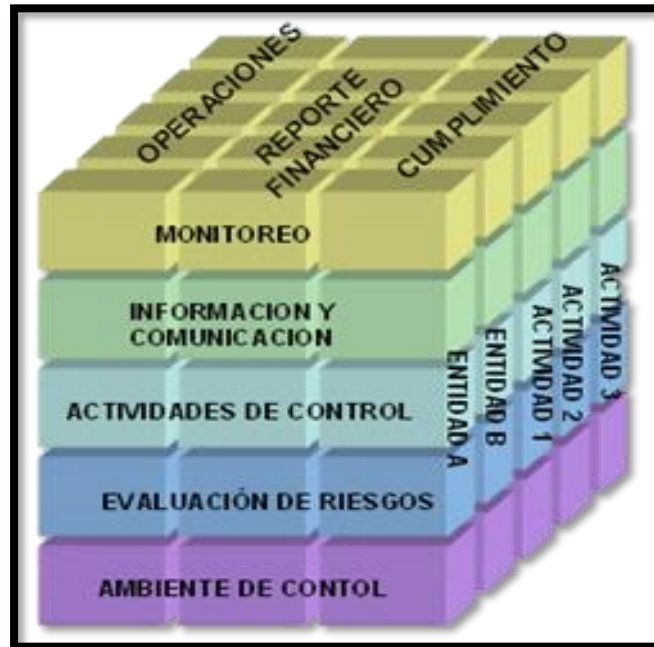 OPERACIONES
REPORTE
FINANCIERO
CUMPLIMIENTO
MONITOREO
INFORMACION Y
COMUNICACION
ACTIVIDADES DE CONTROL
EVALUACIÓN DE RIESGOS
AMBIENTE DE CONTOL
ENTIDAD A
ENTIDAD B
ACTIVIDAD 1
ACTIVIDAD 2
ACTIVIDAD 3